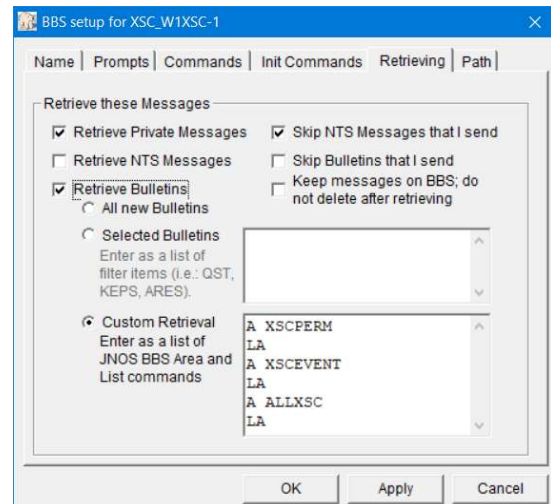 BBS setup for XSC_W1XSC-1
Name
Prompts
Commands
Init Commands
Retrieving
Path
Retrieve these Messages
Retrieve Private Messages
Skip NTS Messages that I send
Retrieve NTS Messages
Skip Bulletins that I send
Retrieve Bulletins
Keep messages on BBS; do
not delete after retrieving
All new Bulletins
Selected Bulletins
Enter as a list of
filter items (i.e.: QST,
KEPS, ARES).
Custom Retrieval
Enter as a list of
JNOS BBS Area and
List commands
A XSCPERM
LA
A XSCEVENT
LA
A ALLXSC
LA
OK
Apply
Cancel